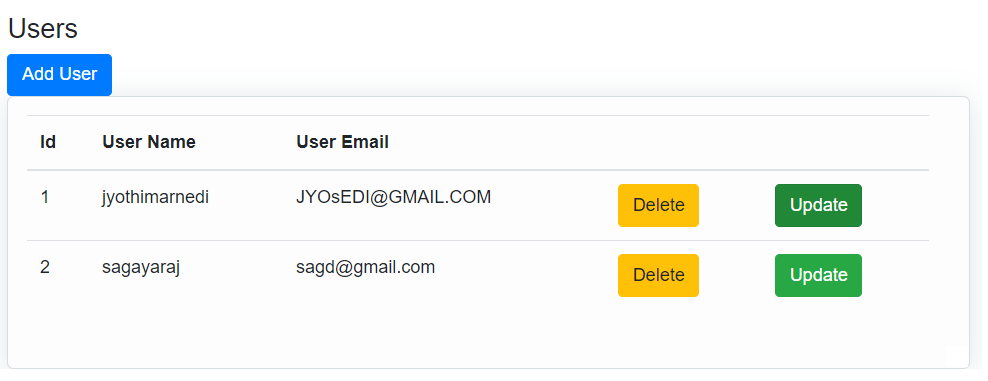 Users
Add User
Id User Name User Email
1 jyothimarnedi JYOsEDI@GMAIL.COM Delete Update
2 sagayaraj sagd@gmail.com Delete Update